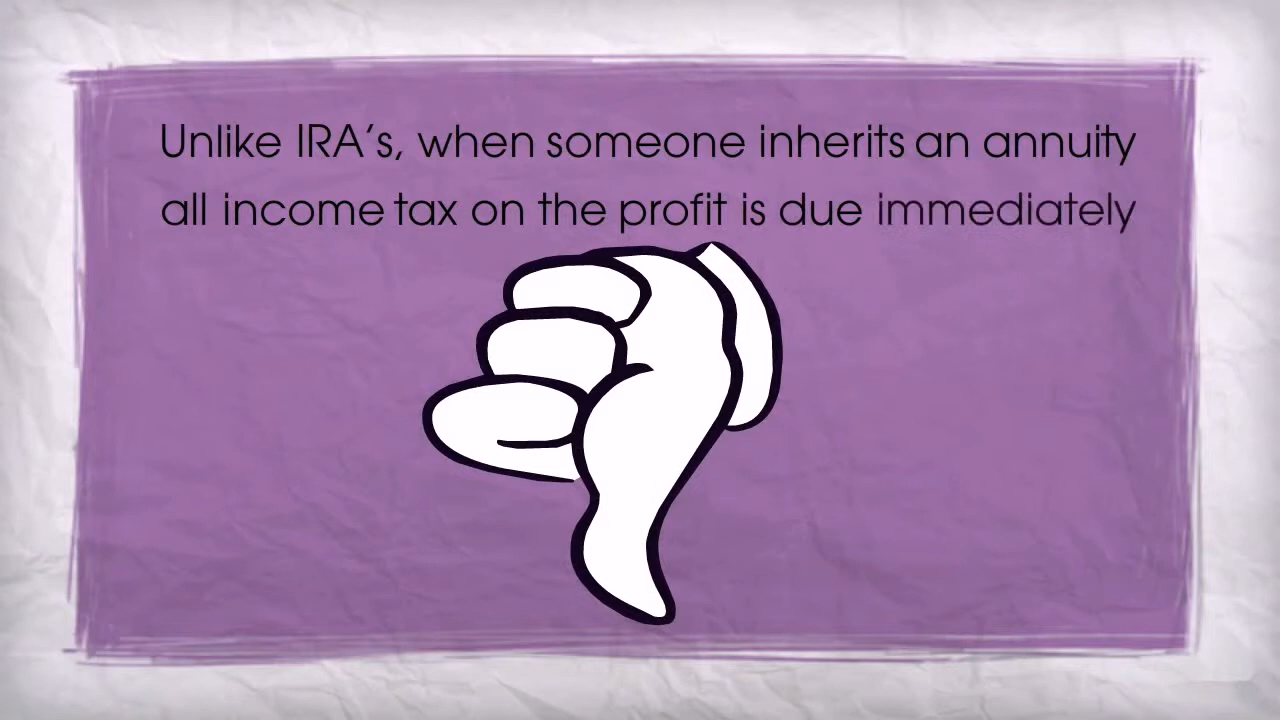 Unlike IRA's, when someone inherits an annuity
all income tax on the profit is due immediately